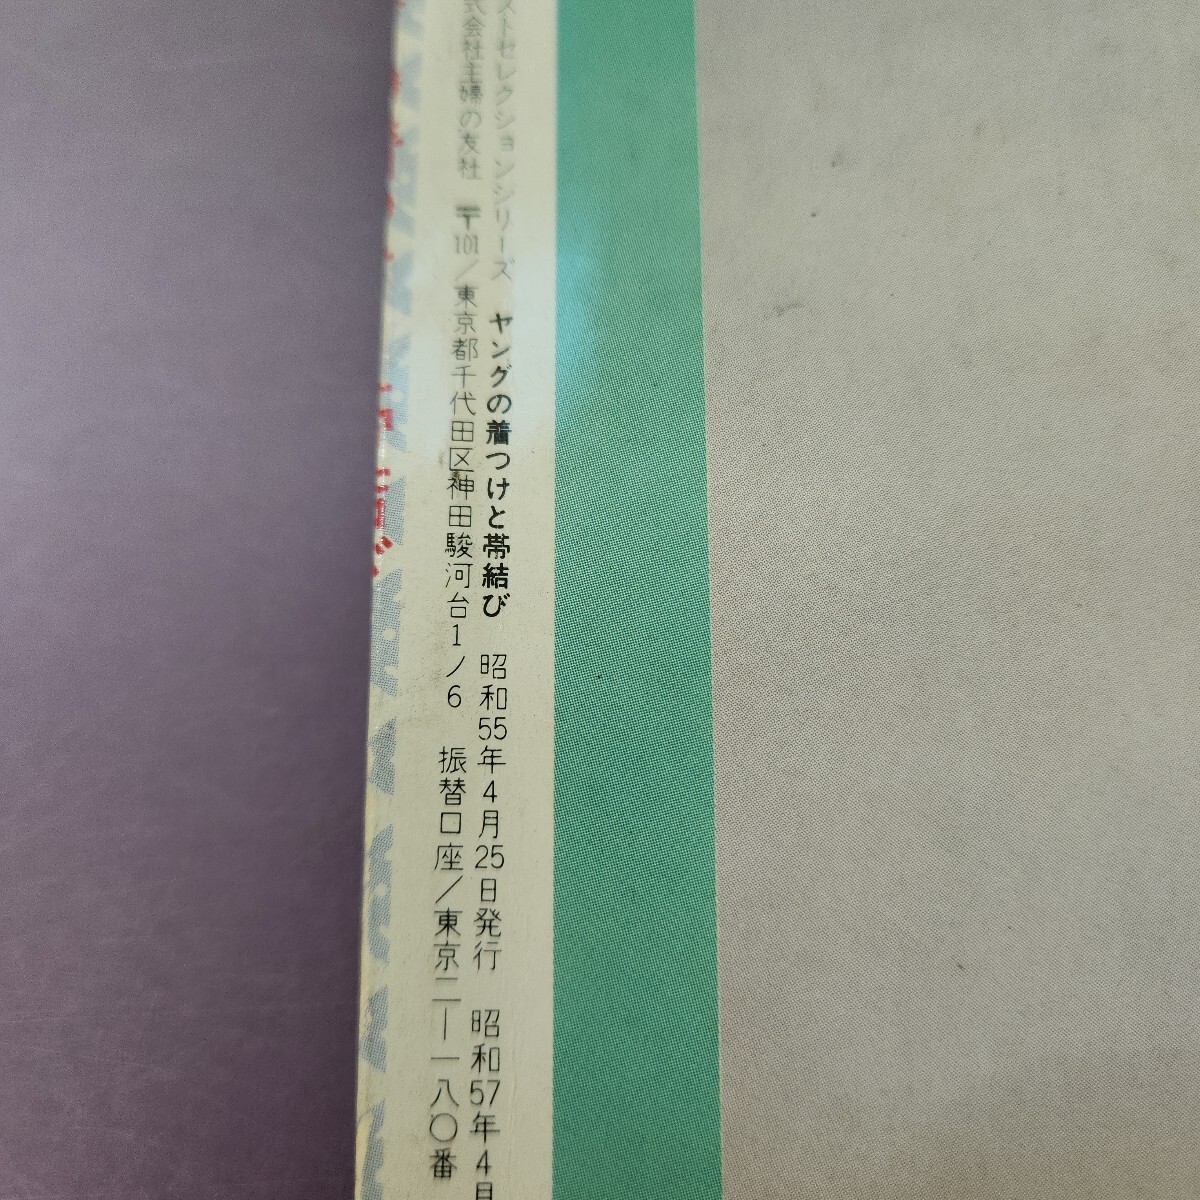 ストセレクションシリーズ ヤングの着つけと帯結び 昭和55年4月25日発行 昭和57年4月
式会社主婦の友社 〒101/東京都千代田区神田駿河台1ノ6 振替口座/東京二ー一八〇番